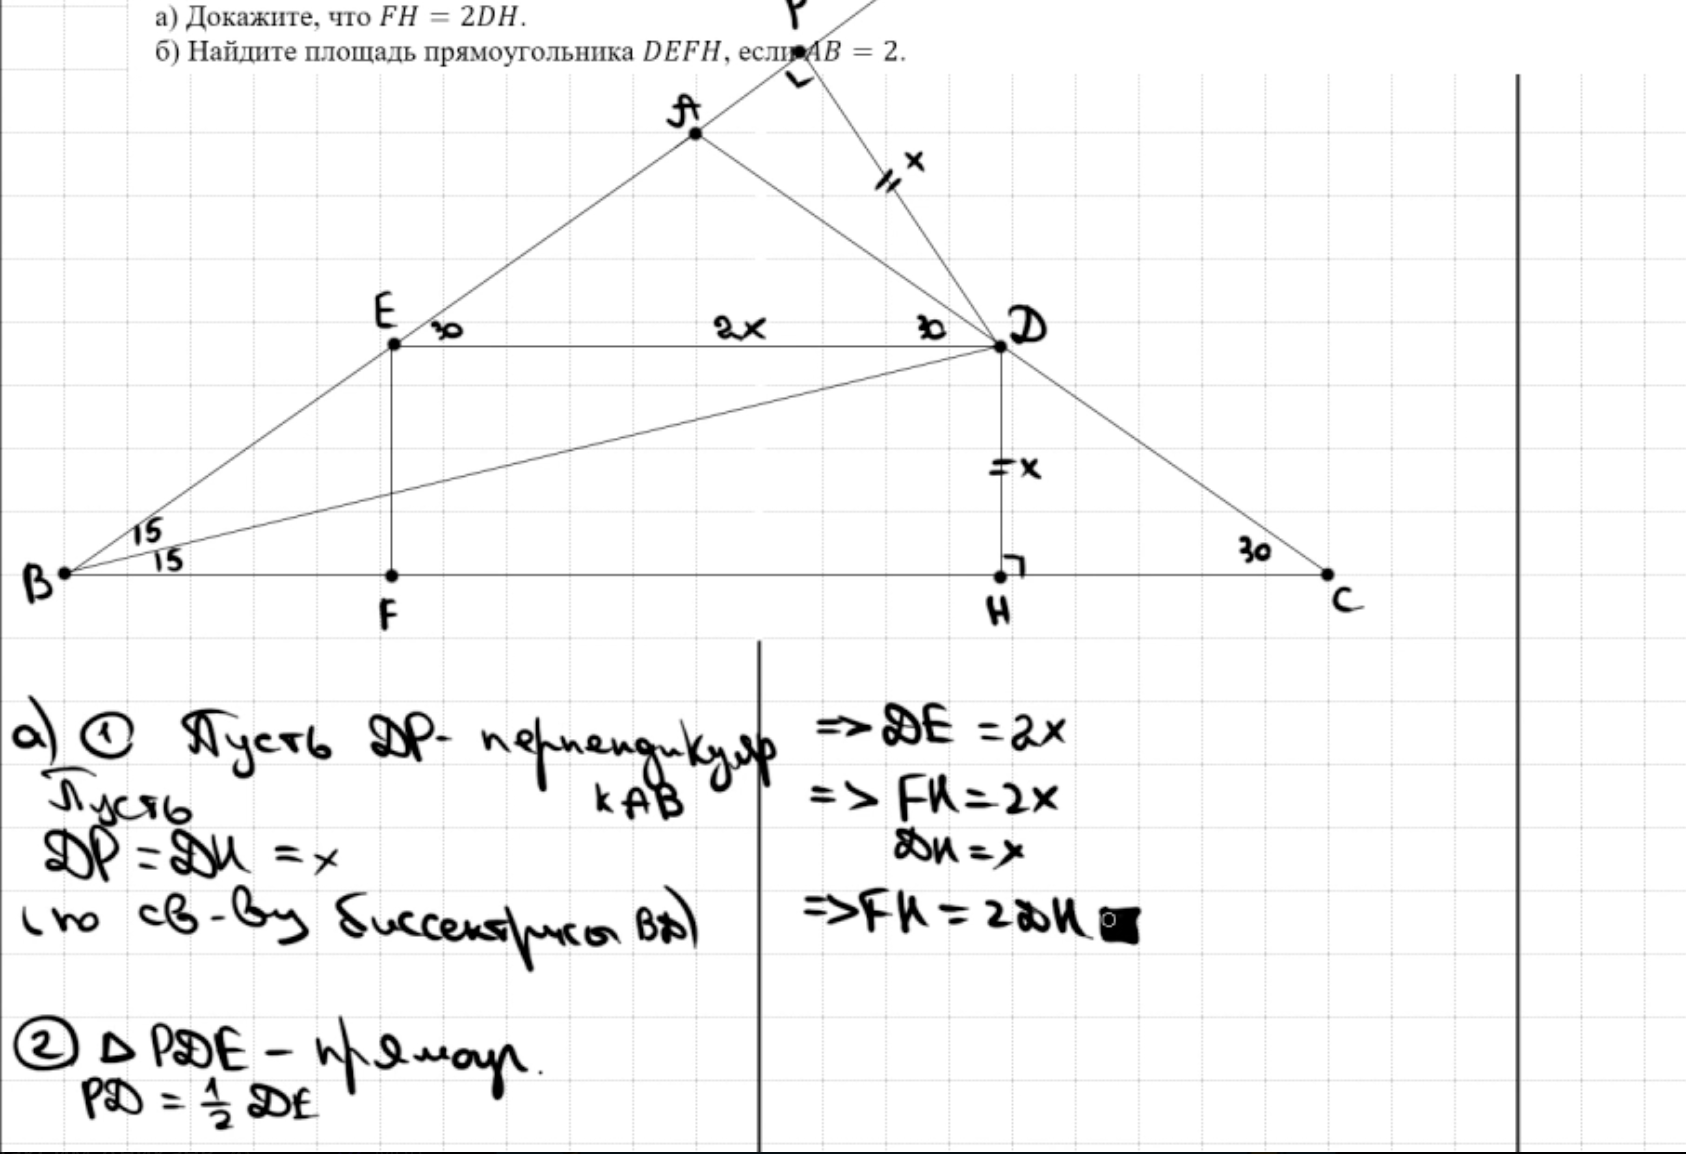 а) Докажите, что FH = 2DH.
б) Найдите площадь прямоугольника DEFH, если AB = 2.
P
A
x
E
30
2x
30
D
= x
15
15
30
B
F
H
C
а) ① Пусть DP - перпендикуляр
к AB
Пусть
DP = DH = x
(по св-ву биссектрисы BD)
② Δ PDE - прямоуг.
PD = 1/2 DE
=> DE = 2x
=> FH = 2x
DH = x
=> FH = 2DH